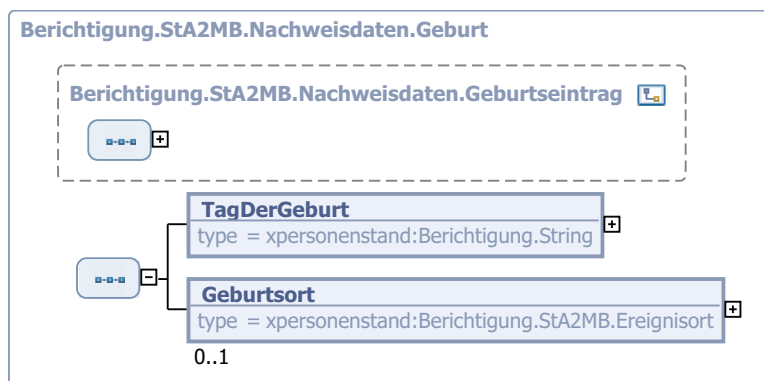 Berichtigung.StA2MB.Nachweisdaten.Geburt
Berichtigung.StA2MB.Nachweisdaten.Geburtseintrag
TagDerGeburt
type = xpersonenstand:Berichtigung.String
Geburtsort
type = xpersonenstand:Berichtigung.StA2MB.Ereignisort
0..1